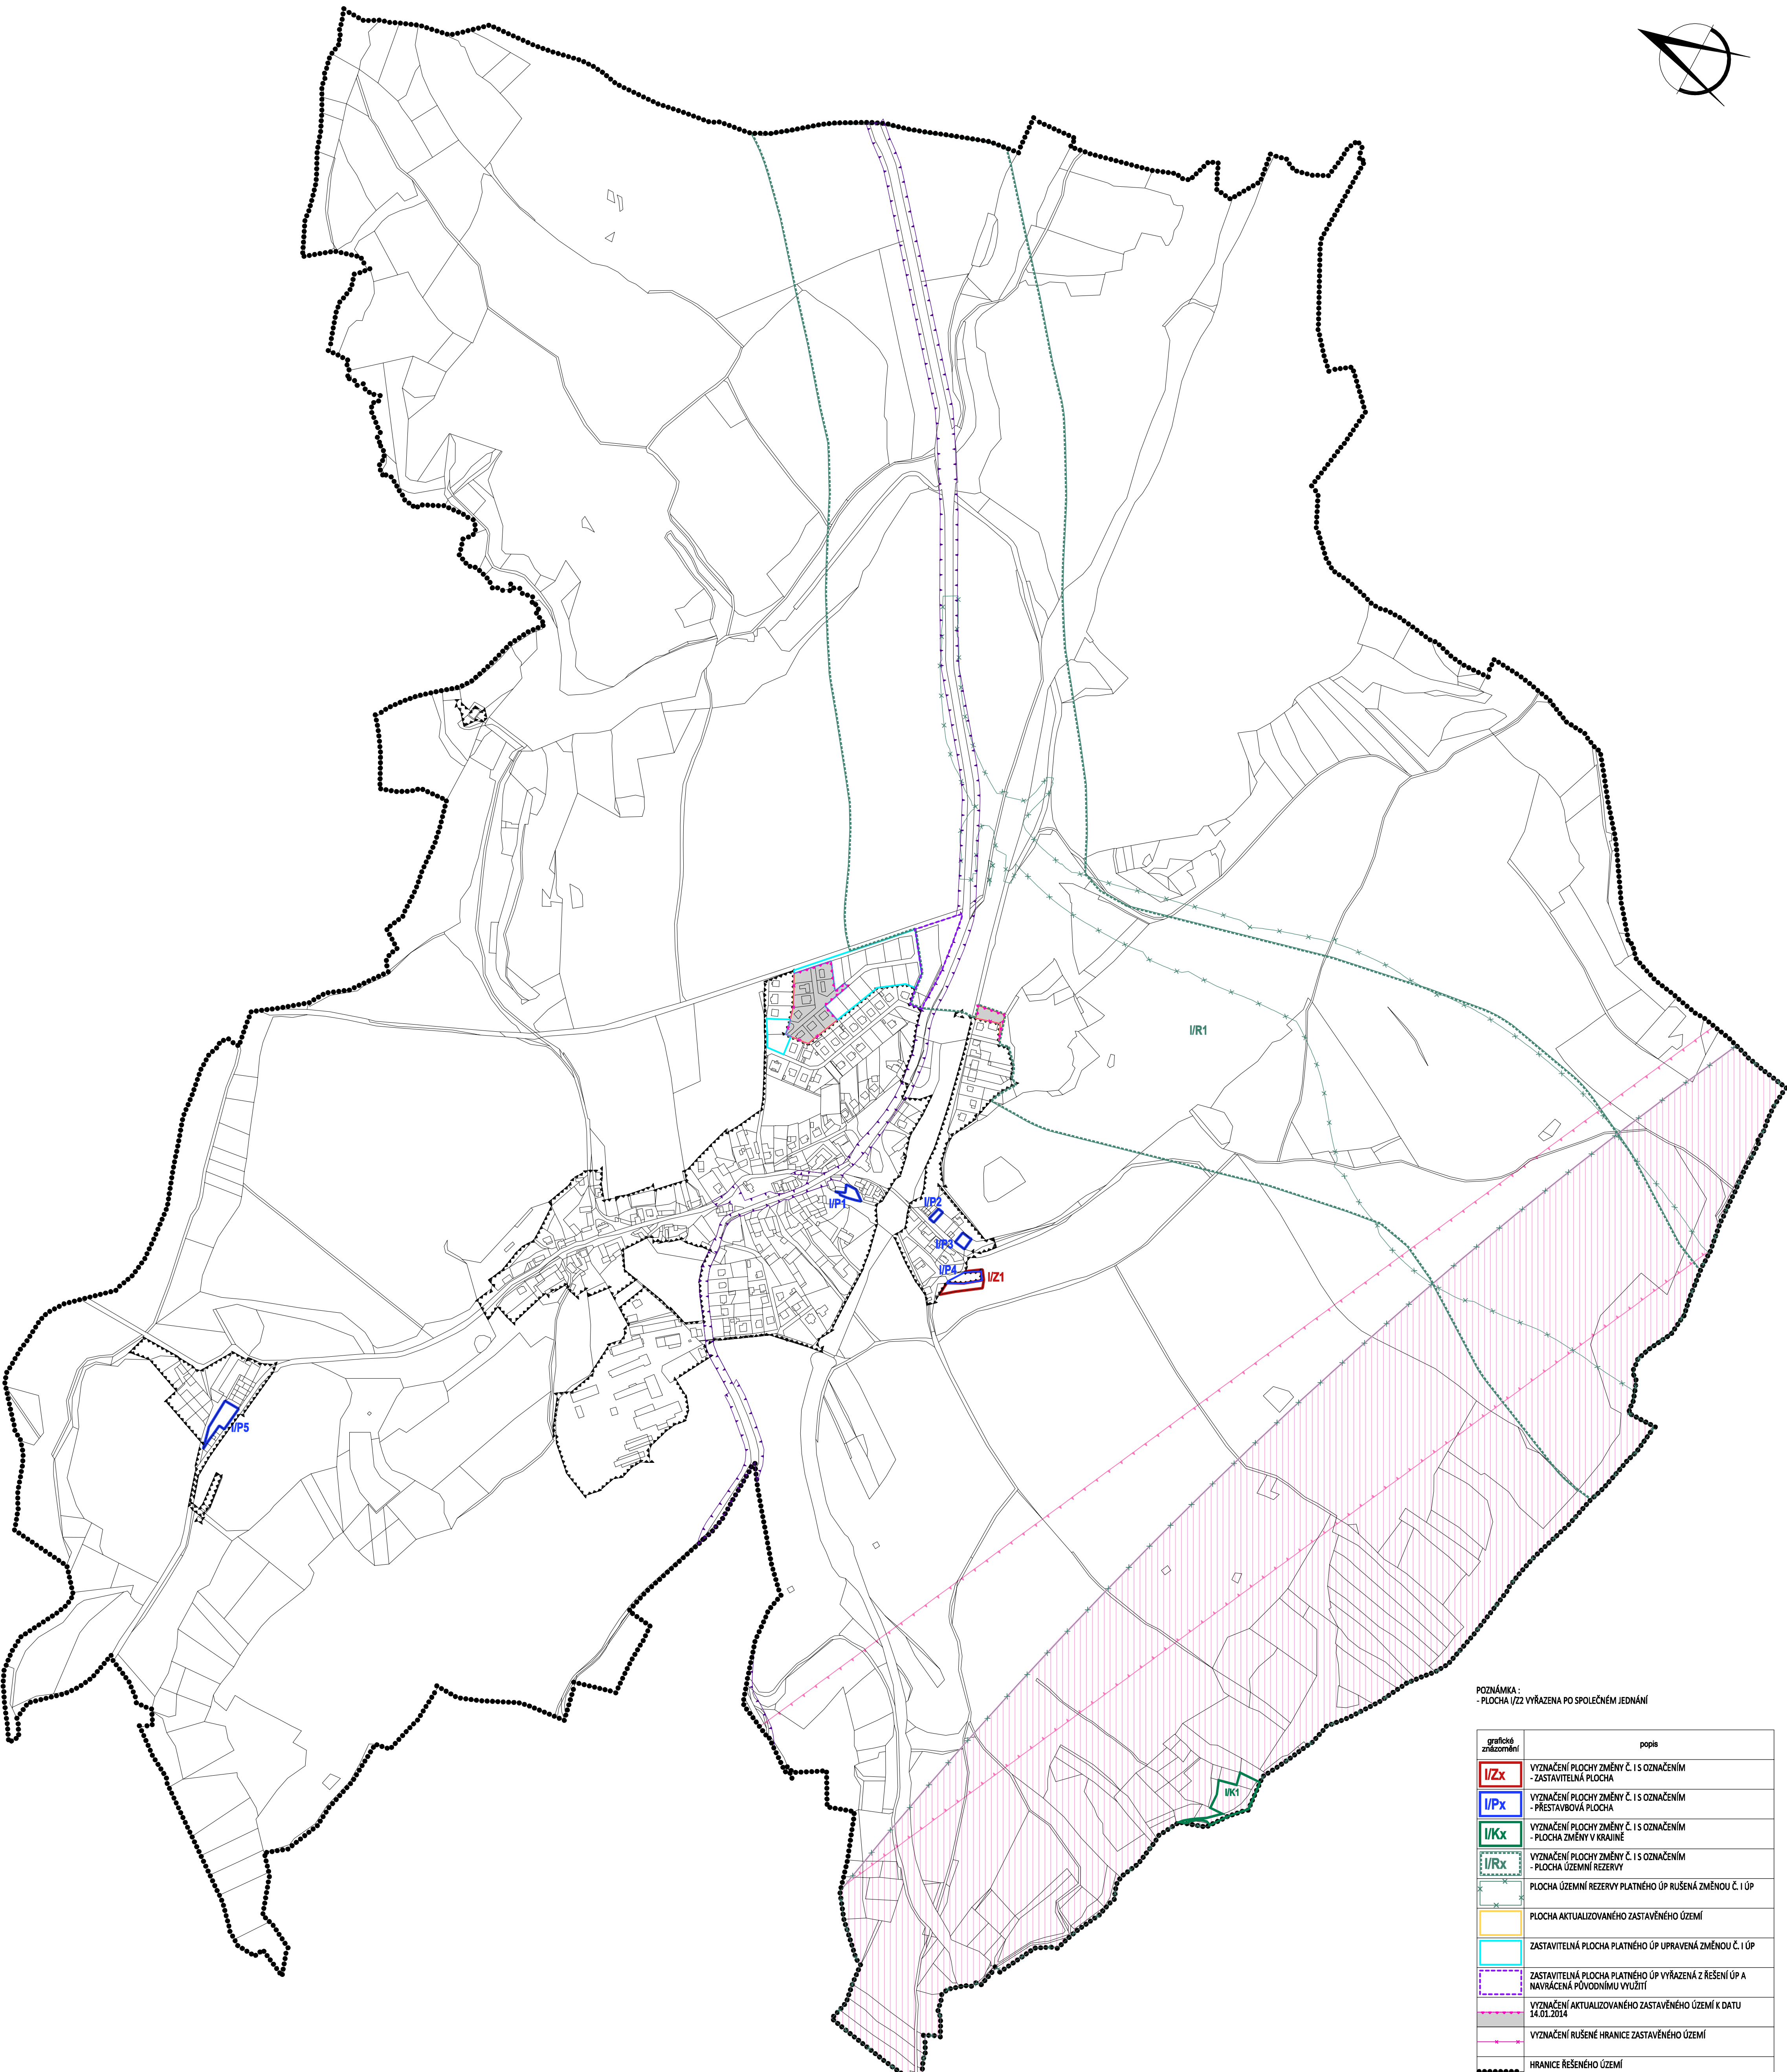 I/R1
I/P1
I/P2
I/P3
I/P4
I/Z1
I/P5
I/K1
POZNÁMKA :
- PLOCHA I/Z2 VYŘAZENA PO SPOLEČNÉM JEDNÁNÍ
grafické
znázornění
popis
I/Zx
VYZNAČENÍ PLOCHY ZMĚNY Č. I S OZNAČENÍM
- ZASTAVITELNÁ PLOCHA
I/Px
VYZNAČENÍ PLOCHY ZMĚNY Č. I S OZNAČENÍM
- PŘESTAVBOVÁ PLOCHA
I/Kx
VYZNAČENÍ PLOCHY ZMĚNY Č. I S OZNAČENÍM
- PLOCHA ZMĚNY V KRAJINĚ
I/Rx
VYZNAČENÍ PLOCHY ZMĚNY Č. I S OZNAČENÍM
- PLOCHA ÚZEMNÍ REZERVY
PLOCHA ÚZEMNÍ REZERVY PLATNÉHO ÚP RUŠENÁ ZMĚNOU Č. I ÚP
PLOCHA AKTUALIZOVANÉHO ZASTAVĚNÉHO ÚZEMÍ
ZASTAVITELNÁ PLOCHA PLATNÉHO ÚP UPRAVENÁ ZMĚNOU Č. I ÚP
ZASTAVITELNÁ PLOCHA PLATNÉHO ÚP VYŘAZENÁ Z ŘEŠENÍ ÚP A
NAVRÁCENÁ PŮVODNÍMU VYUŽITÍ
VYZNAČENÍ AKTUALIZOVANÉHO ZASTAVĚNÉHO ÚZEMÍ K DATU
14.01.2014
VYZNAČENÍ RUŠENÉ HRANICE ZASTAVĚNÉHO ÚZEMÍ
HRANICE ŘEŠENÉHO ÚZEMÍ